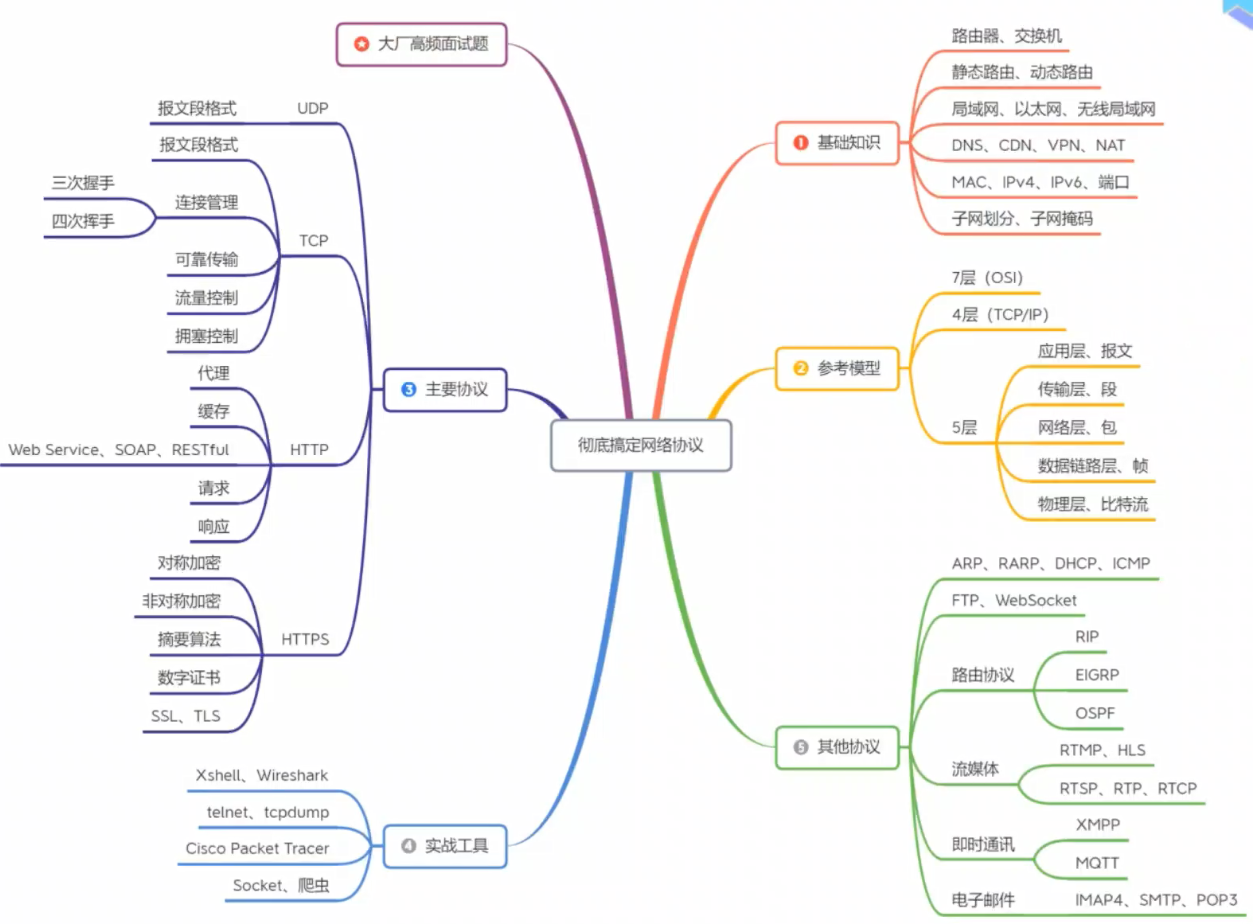 彻底搞定网络协议
大厂高频面试题
1 基础知识
路由器、交换机
静态路由、动态路由
局域网、以太网、无线局域网
DNS、CDN、VPN、NAT
MAC、IPv4、IPv6、端口
子网划分、子网掩码
2 参考模型
7层（OSI）
4层（TCP/IP）
5层
应用层、报文
传输层、段
网络层、包
数据链路层、帧
物理层、比特流
3 主要协议
UDP
报文段格式
TCP
报文段格式
连接管理
三次握手
四次挥手
可靠传输
流量控制
拥塞控制
HTTP
代理
缓存
Web Service、SOAP、RESTful
请求
响应
HTTPS
对称加密
非对称加密
摘要算法
数字证书
SSL、TLS
4 实战工具
Xshell、Wireshark
telnet、tcpdump
Cisco Packet Tracer
Socket、爬虫
5 其他协议
ARP、RARP、DHCP、ICMP
FTP、WebSocket
路由协议
RIP
EIGRP
OSPF
流媒体
RTMP、HLS
RTSP、RTP、RTCP
即时通讯
XMPP
MQTT
电子邮件
IMAP4、SMTP、POP3